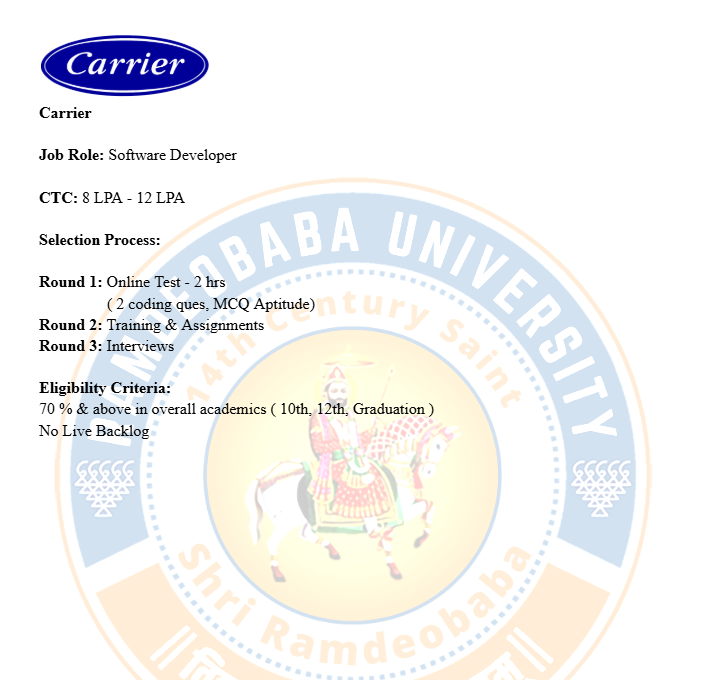 Carrier
Carrier
Job Role: Software Developer
CTC: 8 LPA - 12 LPA
Selection Process:
Round 1: Online Test - 2 hrs
( 2 coding ques, MCQ Aptitude)
Round 2: Training & Assignments
Round 3: Interviews
Eligibility Criteria:
70 % & above in overall academics ( 10th, 12th, Graduation )
No Live Backlog
RAMDEOBABA UNIVERSITY
14th Century Saint
Shri Ramdeobaba